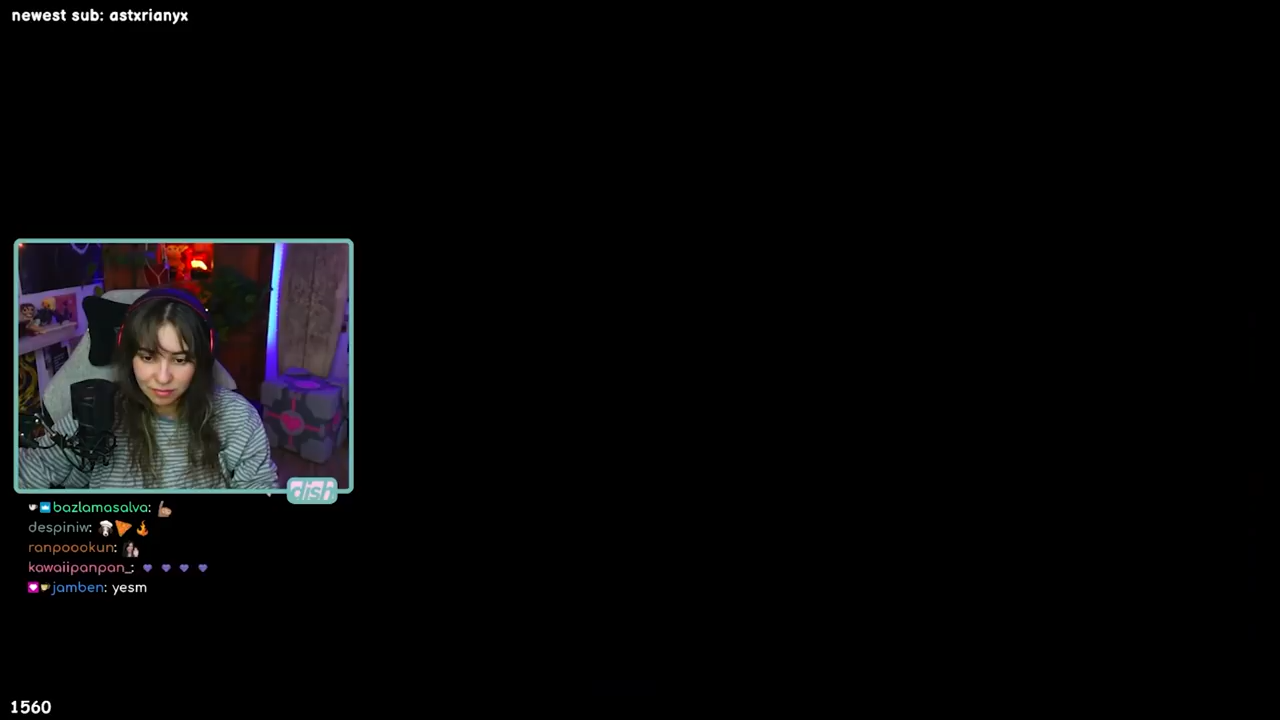 newest sub: astxrianyx
dish
bazlamasalva:
despiniw:
ranpoookun:
kawaiipanpan_:
jamben: yesm
1560